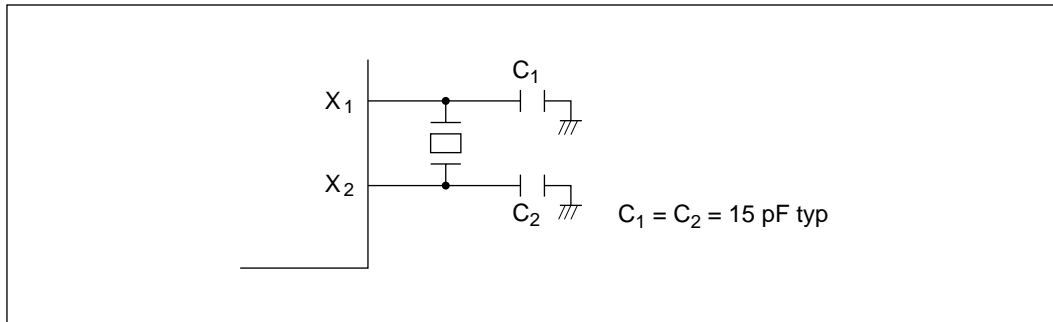 C₁
X₁
X₂
C₂
C₁ = C₂ = 15 pF typ